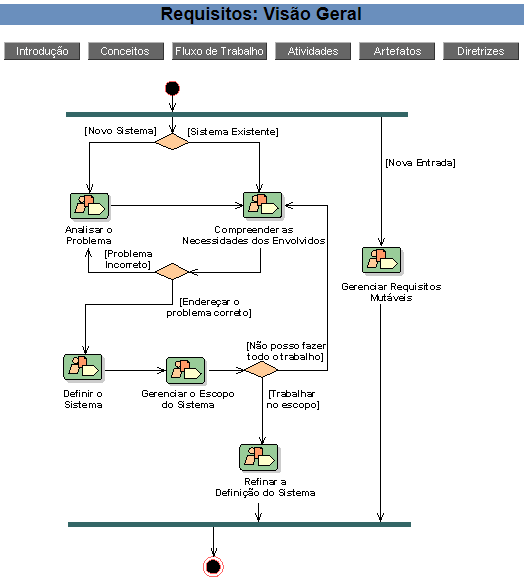 Requisitos: Visão Geral
Introdução
Conceitos
Fluxo de Trabalho
Atividades
Artefatos
Diretrizes
[Novo Sistema]
[Sistema Existente]
[Nova Entrada]
Analisar o
Problema
Compreender as
Necessidades dos Envolvidos
[Problema
Incorreto]
Gerenciar Requisitos
Mutáveis
[Endereçar o
problema correto]
[Não posso fazer
todo o trabalho]
Definir o
Sistema
Gerenciar o Escopo
do Sistema
[Trabalhar
no escopo]
Refinar a
Definição do Sistema